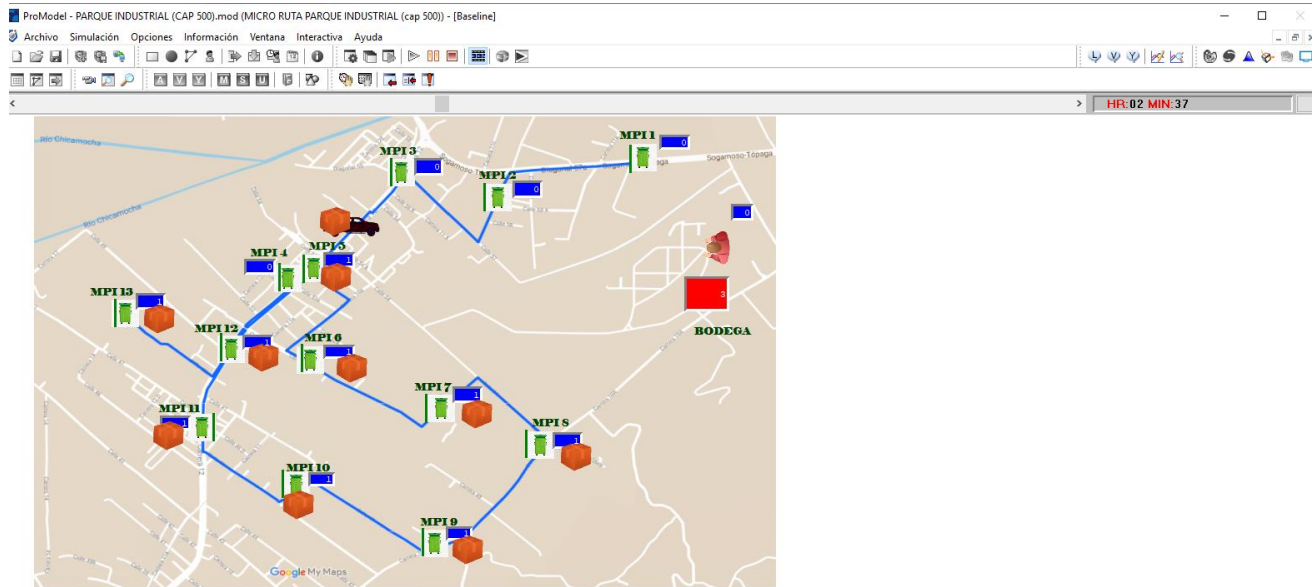 ProModel - PARQUE INDUSTRIAL (CAP 500).mod (MICRO RUTA PARQUE INDUSTRIAL (cap 500)) - [Baseline]
Archivo Simulación Opciones Información Ventana Interactiva Ayuda
A V V M S U
HR:02 MIN:37
MPI 1
0
Rio Chicamocha
MPI 3
0
Sogamoso-Topaga
MPI 2
0
Rio Chicamocha
0
MPI 4
0
MPI 5
1
MPI 13
1
3
BODEGA
MPI 12
1
MPI 6
1
MPI 7
1
MPI 11
1
MPI 8
1
MPI 10
1
MPI 9
1
Google My Maps